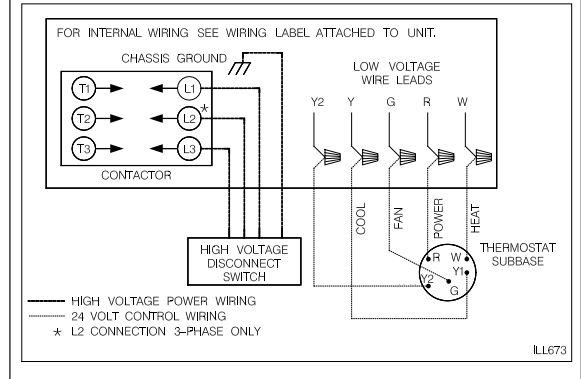 FOR INTERNAL WIRING SEE WIRING LABEL ATTACHED TO UNIT.
CHASSIS GROUND
LOW VOLTAGE
WIRE LEADS
T1 L1
T2 L2 *
T3 L3
CONTACTOR
Y2 Y G R W
COOL
FAN
POWER
HEAT
HIGH VOLTAGE
DISCONNECT
SWITCH
THERMOSTAT
SUBBASE
R W
Y2 Y1
G
HIGH VOLTAGE POWER WIRING
24 VOLT CONTROL WIRING
* L2 CONNECTION 3-PHASE ONLY
ILL673